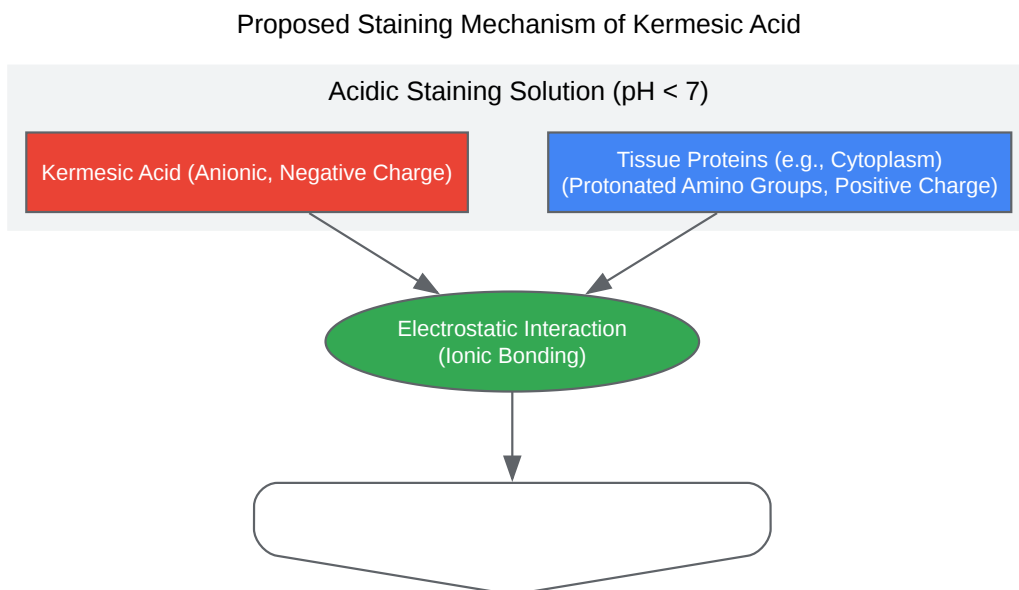 Proposed Staining Mechanism of Kermesic Acid
Acidic Staining Solution (pH < 7)
Kermesic Acid (Anionic, Negative Charge)
Tissue Proteins (e.g., Cytoplasm)
(Protonated Amino Groups, Positive Charge)
Electrostatic Interaction
(Ionic Bonding)